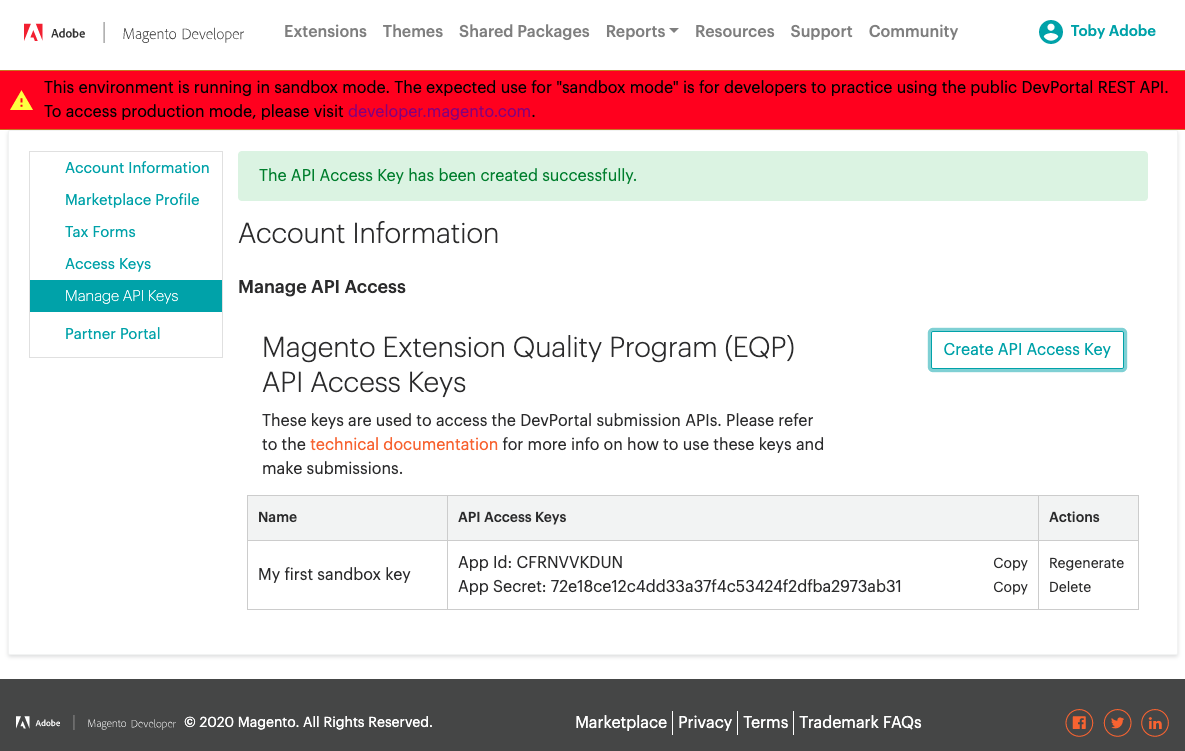 Adobe | Magento Developer Extensions Themes Shared Packages Reports Resources Support Community Toby Adobe
This environment is running in sandbox mode. The expected use for "sandbox mode" is for developers to practice using the public DevPortal REST API.
To access production mode, please visit developer.magento.com.
Account Information
Marketplace Profile
Tax Forms
Access Keys
Manage API Keys
Partner Portal
The API Access Key has been created successfully.
Account Information
Manage API Access
Magento Extension Quality Program (EQP)
API Access Keys
Create API Access Key
These keys are used to access the DevPortal submission APIs. Please refer
to the technical documentation for more info on how to use these keys and
make submissions.
Name API Access Keys Actions
My first sandbox key
App Id: CFRNVVKDUN Copy Regenerate
App Secret: 72e18ce12c4dd33a37f4c53424f2dfba2973ab31 Copy Delete
Adobe | Magento Developer © 2020 Magento. All Rights Reserved. Marketplace | Privacy | Terms | Trademark FAQs